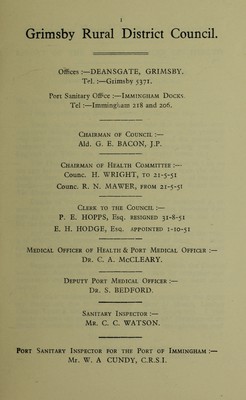 1
Grimsby Rural District Council.
Offices :—DEANSGATE, GRIMSBY.
Tel. :—Grimsby 5371.
Port Sanitary Office :—IMMINGHAM DOCKS.
Tel :—Immingham 218 and 206.
CHAIRMAN OF COUNCIL :—
Ald. G. E. BACON, J.P.
CHAIRMAN OF HEALTH COMMITTEE :—
Counc. H. WRIGHT, TO 21-5-51
Counc. R. N. MAWER, FROM 21-5-51
CLERK TO THE COUNCIL :—
P. E. HOPPS, Esq. RESIGNED 31-8-51
E. H. HODGE, Esq. APPOINTED 1-10-51
MEDICAL OFFICER OF HEALTH & PORT MEDICAL OFFICER :—
DR. C. A. McCLEARY.
DEPUTY PORT MEDICAL OFFICER :—
DR. S. BEDFORD.
SANITARY INSPECTOR :—
MR. C. C. WATSON.
PORT SANITARY INSPECTOR FOR THE PORT OF IMMINGHAM :—
Mr. W. A CUNDY, C.R.S.I.